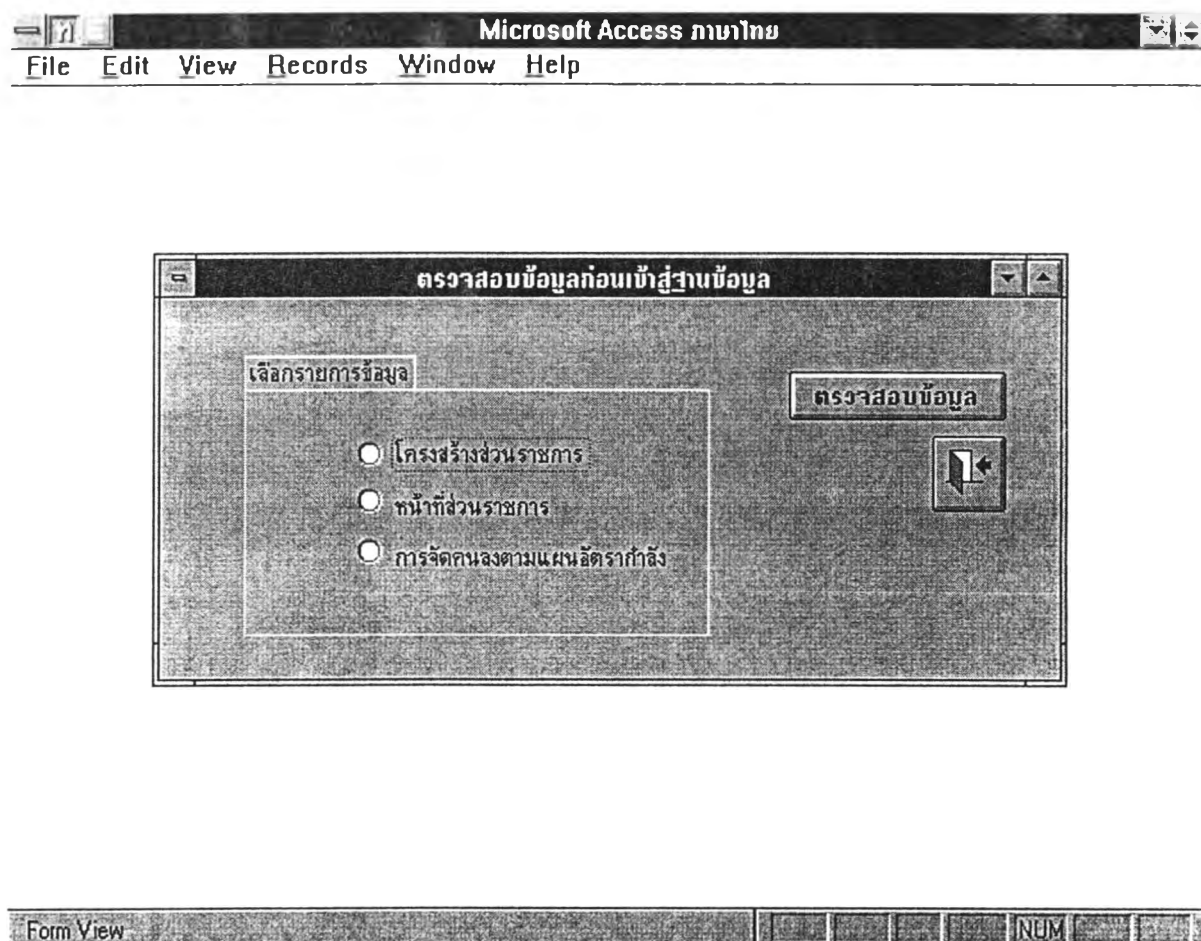 Microsoft Access ภาษาไทย
File Edit View Records Window Help
ตรวจสอบข้อมูลก่อนเข้าสู่ฐานข้อมูล
เลือกรายการข้อมูล
ตรวจสอบข้อมูล
โครงสร้างส่วนราชการ
หน้าที่ส่วนราชการ
การจัดคนลงตามแผนอัตรากำลัง
Form View NUM